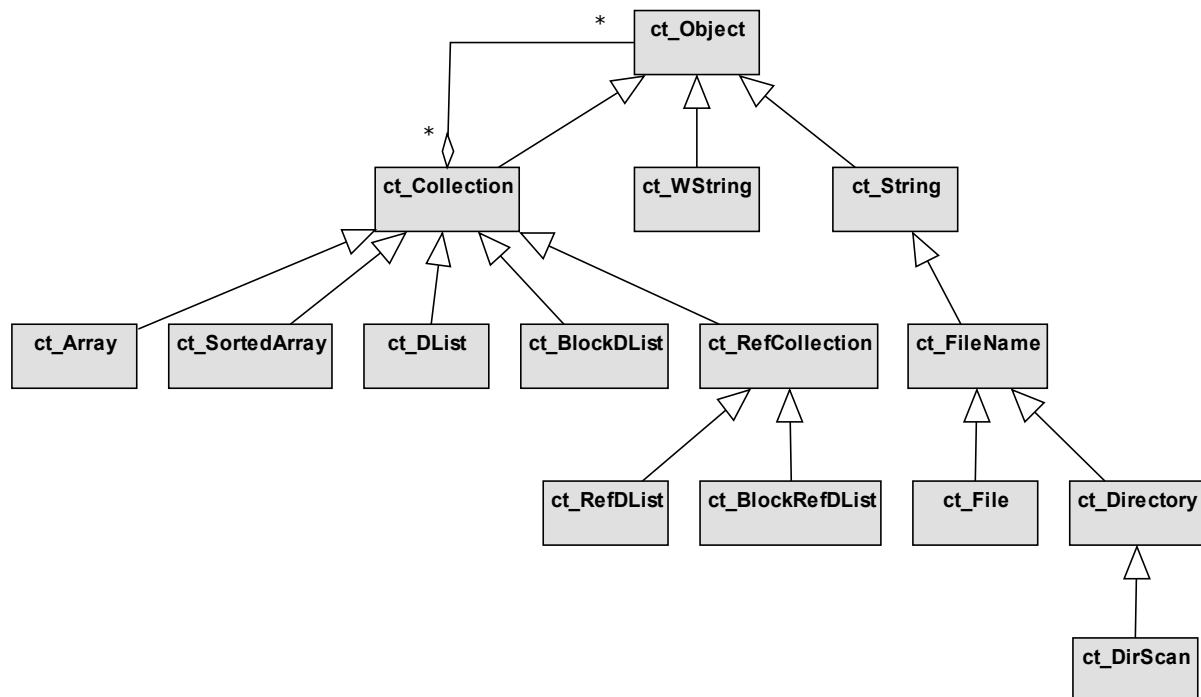 *
ct_Object
*
ct_Collection
ct_WString
ct_String
ct_Array
ct_SortedArray
ct_DList
ct_BlockDList
ct_RefCollection
ct_FileName
ct_RefDList
ct_BlockRefDList
ct_File
ct_Directory
ct_DirScan